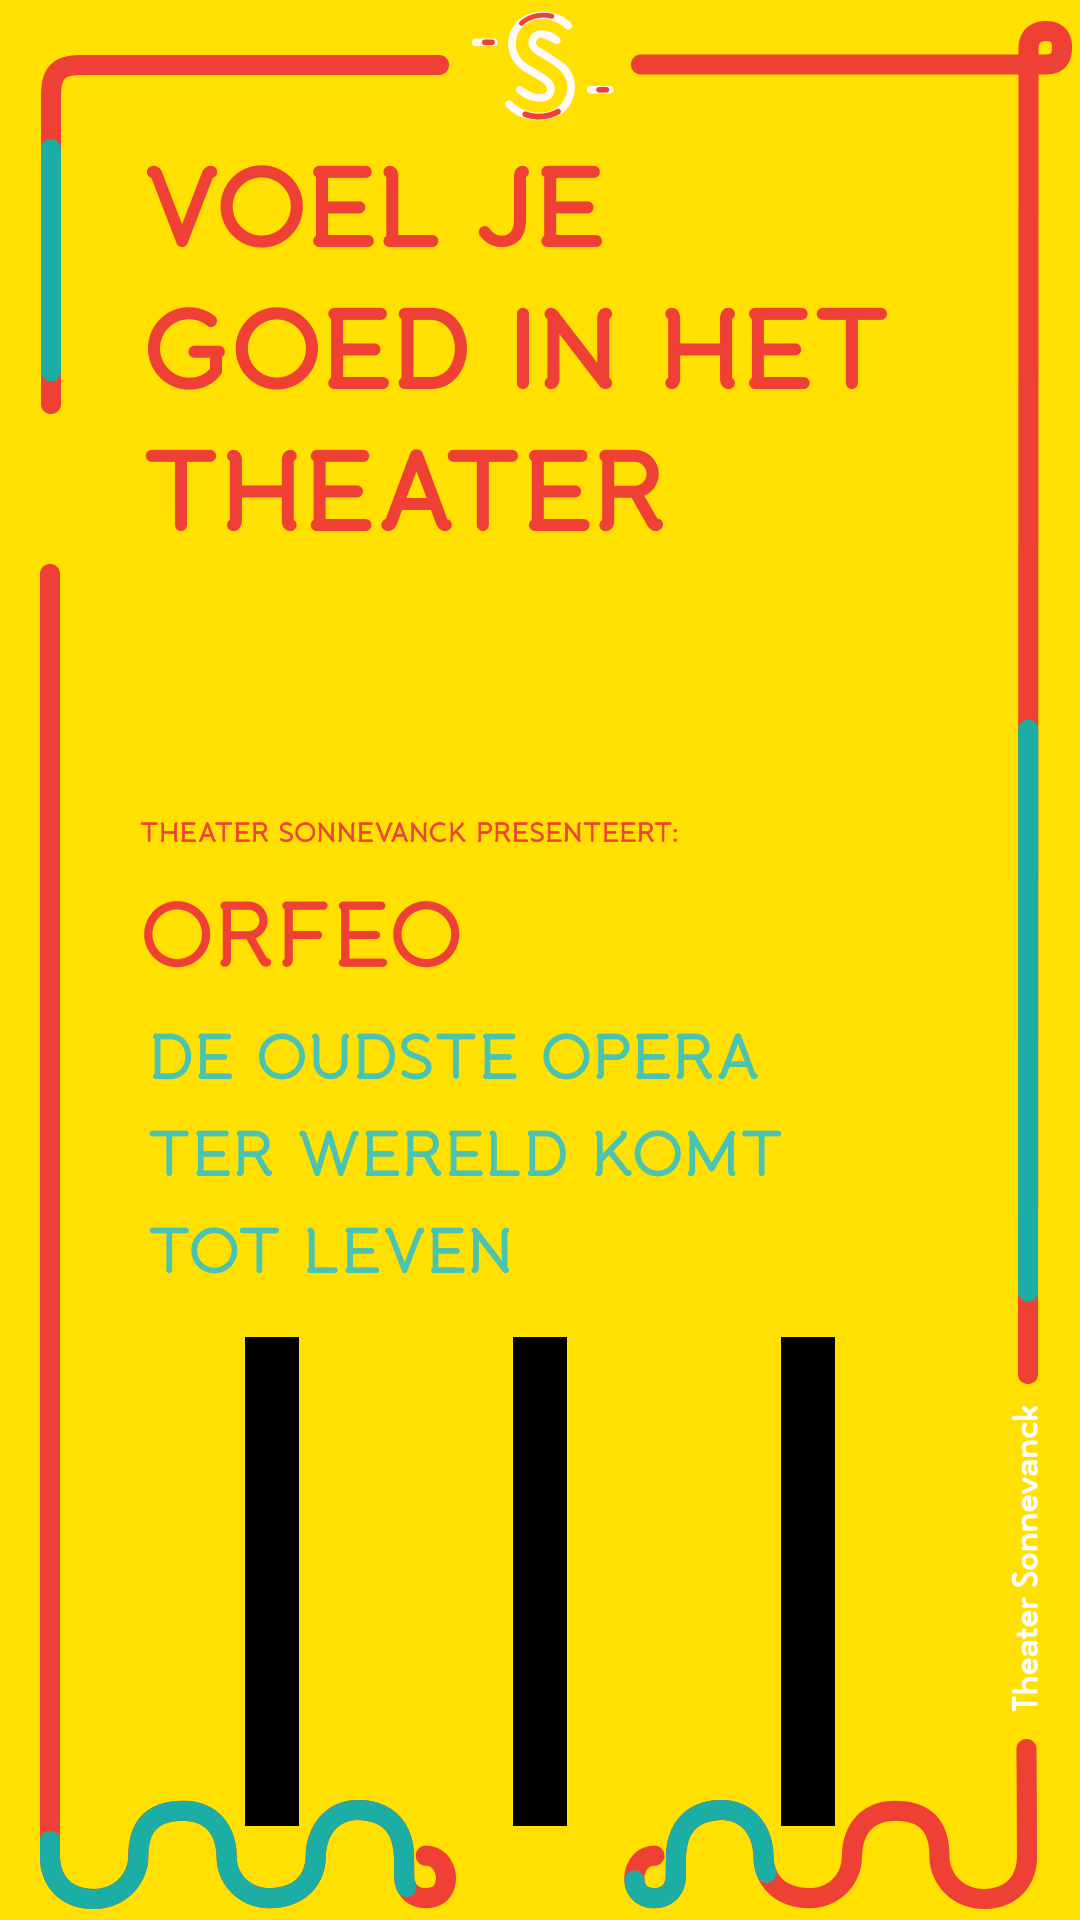 S
VOEL JE
GOED IN HET
THEATER
THEATER SONNEVANCK PRESENTEERT:
ORFEO
DE OUDSTE OPERA
TER WERELD KOMT
TOT LEVEN
Theater Sonnevanck